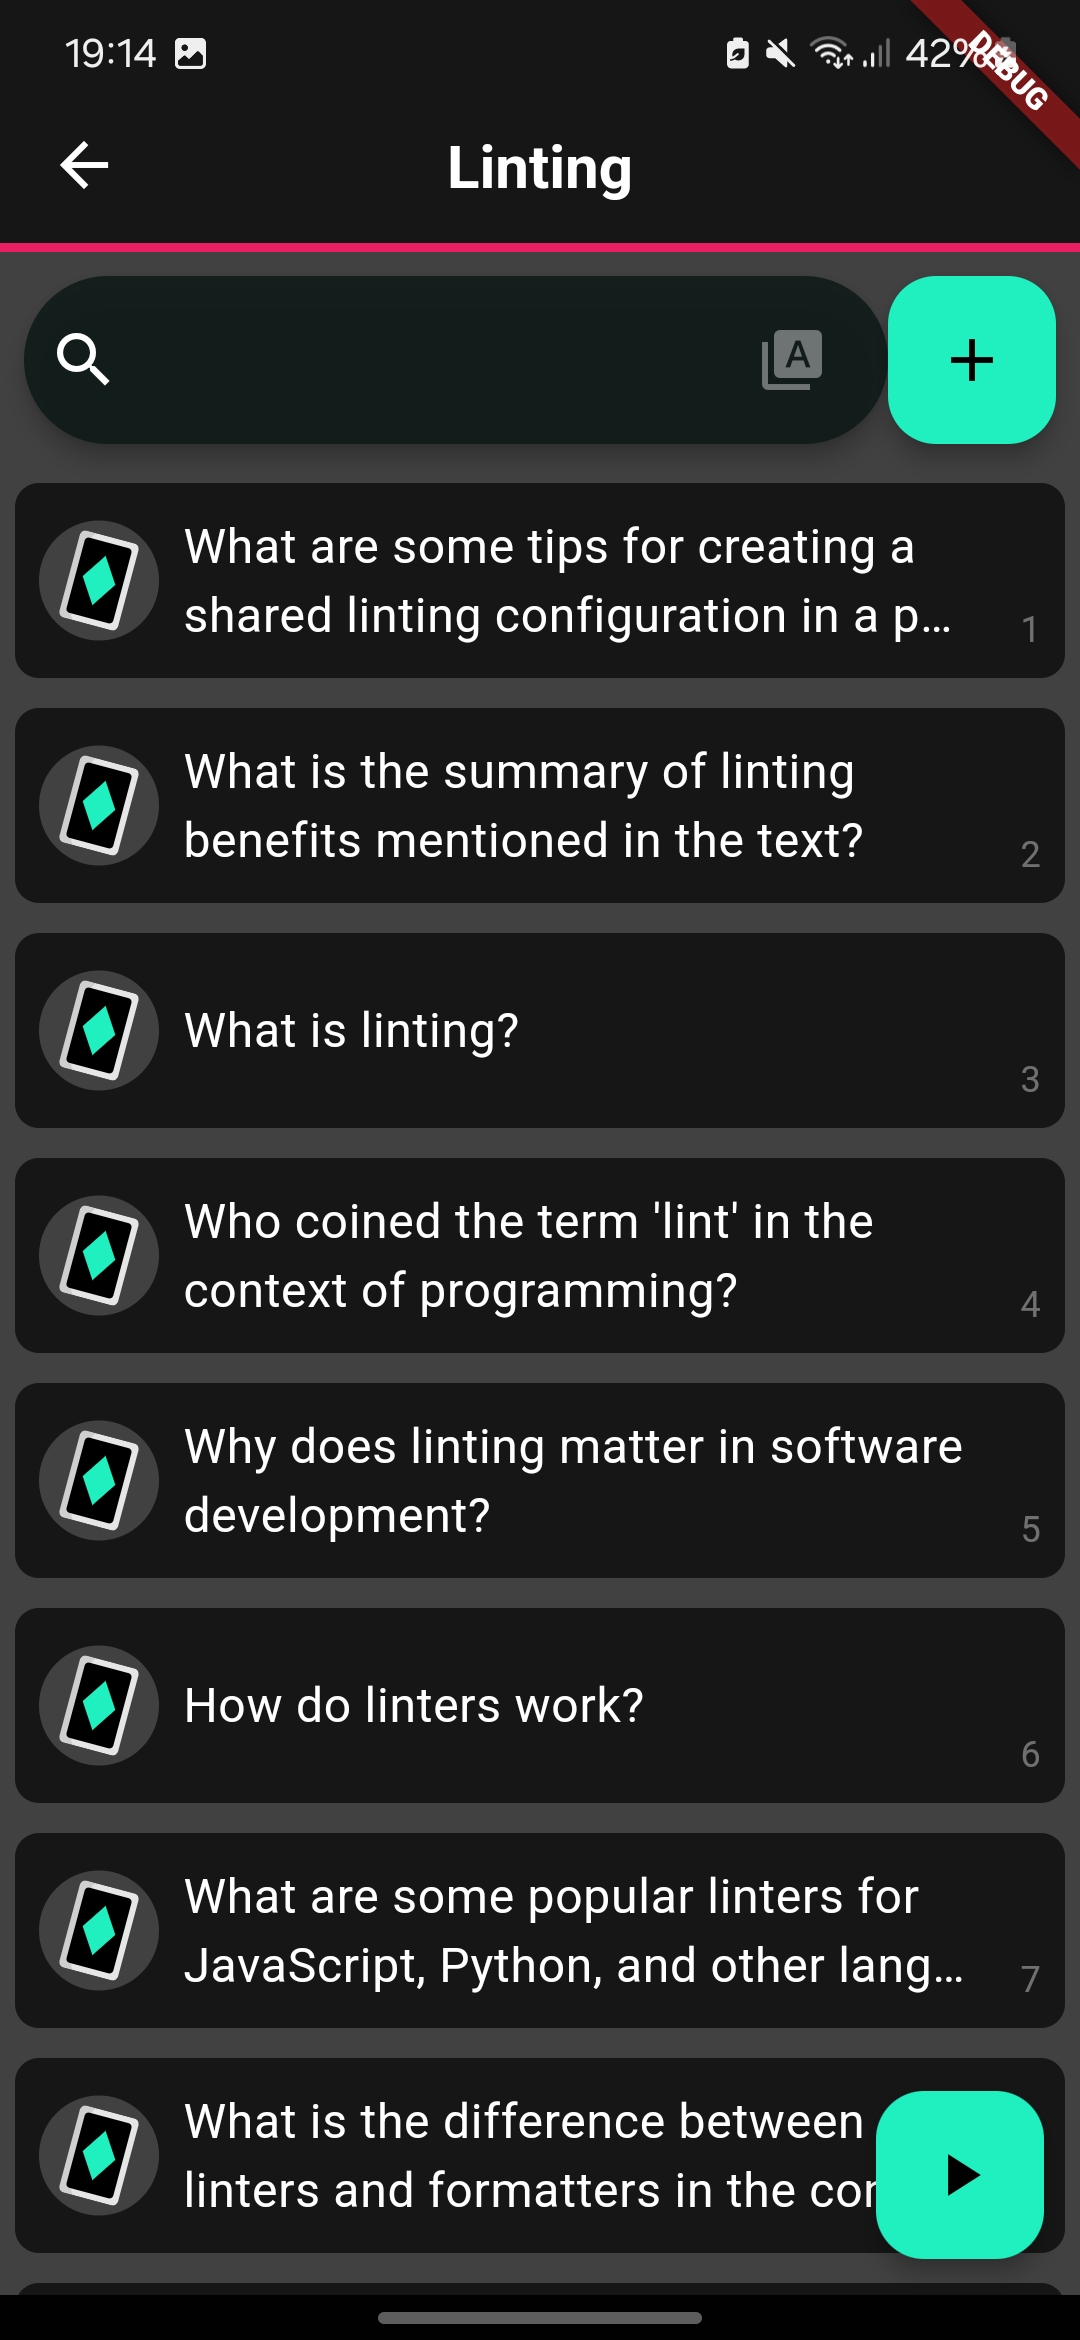 19:14
42%
DEBUG
Linting
A
What are some tips for creating a
shared linting configuration in a p...
1
What is the summary of linting
benefits mentioned in the text?
2
What is linting?
3
Who coined the term 'lint' in the
context of programming?
4
Why does linting matter in software
development?
5
How do linters work?
6
What are some popular linters for
JavaScript, Python, and other lang...
7
What is the difference between
linters and formatters in the